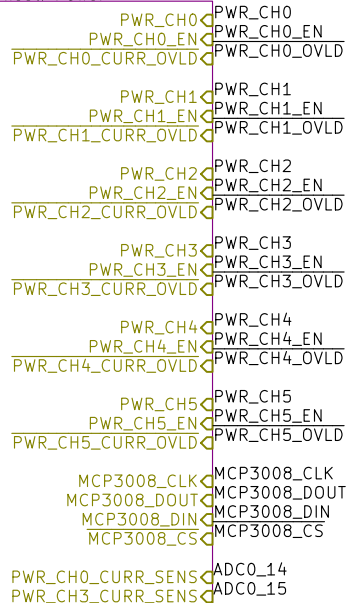 PWR_CH0 PWR_CH0
PWR_CH0_EN PWR_CH0_EN
PWR_CH0_CURR_OVLD PWR_CH0_OVLD
PWR_CH1 PWR_CH1
PWR_CH1_EN PWR_CH1_EN
PWR_CH1_CURR_OVLD PWR_CH1_OVLD
PWR_CH2 PWR_CH2
PWR_CH2_EN PWR_CH2_EN
PWR_CH2_CURR_OVLD PWR_CH2_OVLD
PWR_CH3 PWR_CH3
PWR_CH3_EN PWR_CH3_EN
PWR_CH3_CURR_OVLD PWR_CH3_OVLD
PWR_CH4 PWR_CH4
PWR_CH4_EN PWR_CH4_EN
PWR_CH4_CURR_OVLD PWR_CH4_OVLD
PWR_CH5 PWR_CH5
PWR_CH5_EN PWR_CH5_EN
PWR_CH5_CURR_OVLD PWR_CH5_OVLD
MCP3008_CLK MCP3008_CLK
MCP3008_DOUT MCP3008_DOUT
MCP3008_DIN MCP3008_DIN
MCP3008_CS MCP3008_CS
PWR_CH0_CURR_SENS ADC0_14
PWR_CH3_CURR_SENS ADC0_15